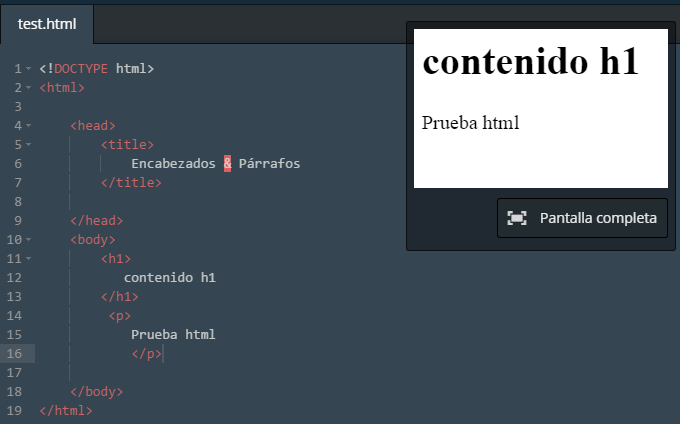 test.html
1 <!DOCTYPE html>
2 <html>
3
4 <head>
5 <title>
6 Encabezados & Párrafos
7 </title>
8
9 </head>
10 <body>
11 <h1>
12 contenido h1
13 </h1>
14 <p>
15 Prueba html
16 </p>
17
18 </body>
19 </html>
contenido h1
Prueba html
Pantalla completa